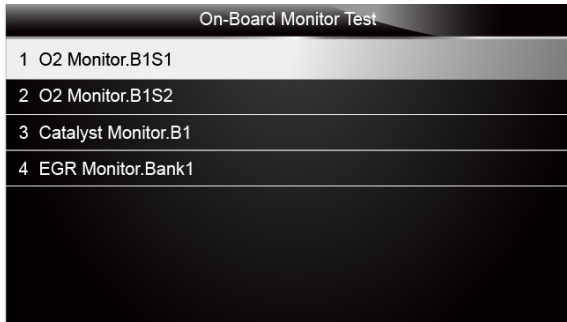 On-Board Monitor Test
1 O2 Monitor.B1S1
2 O2 Monitor.B1S2
3 Catalyst Monitor.B1
4 EGR Monitor.Bank1